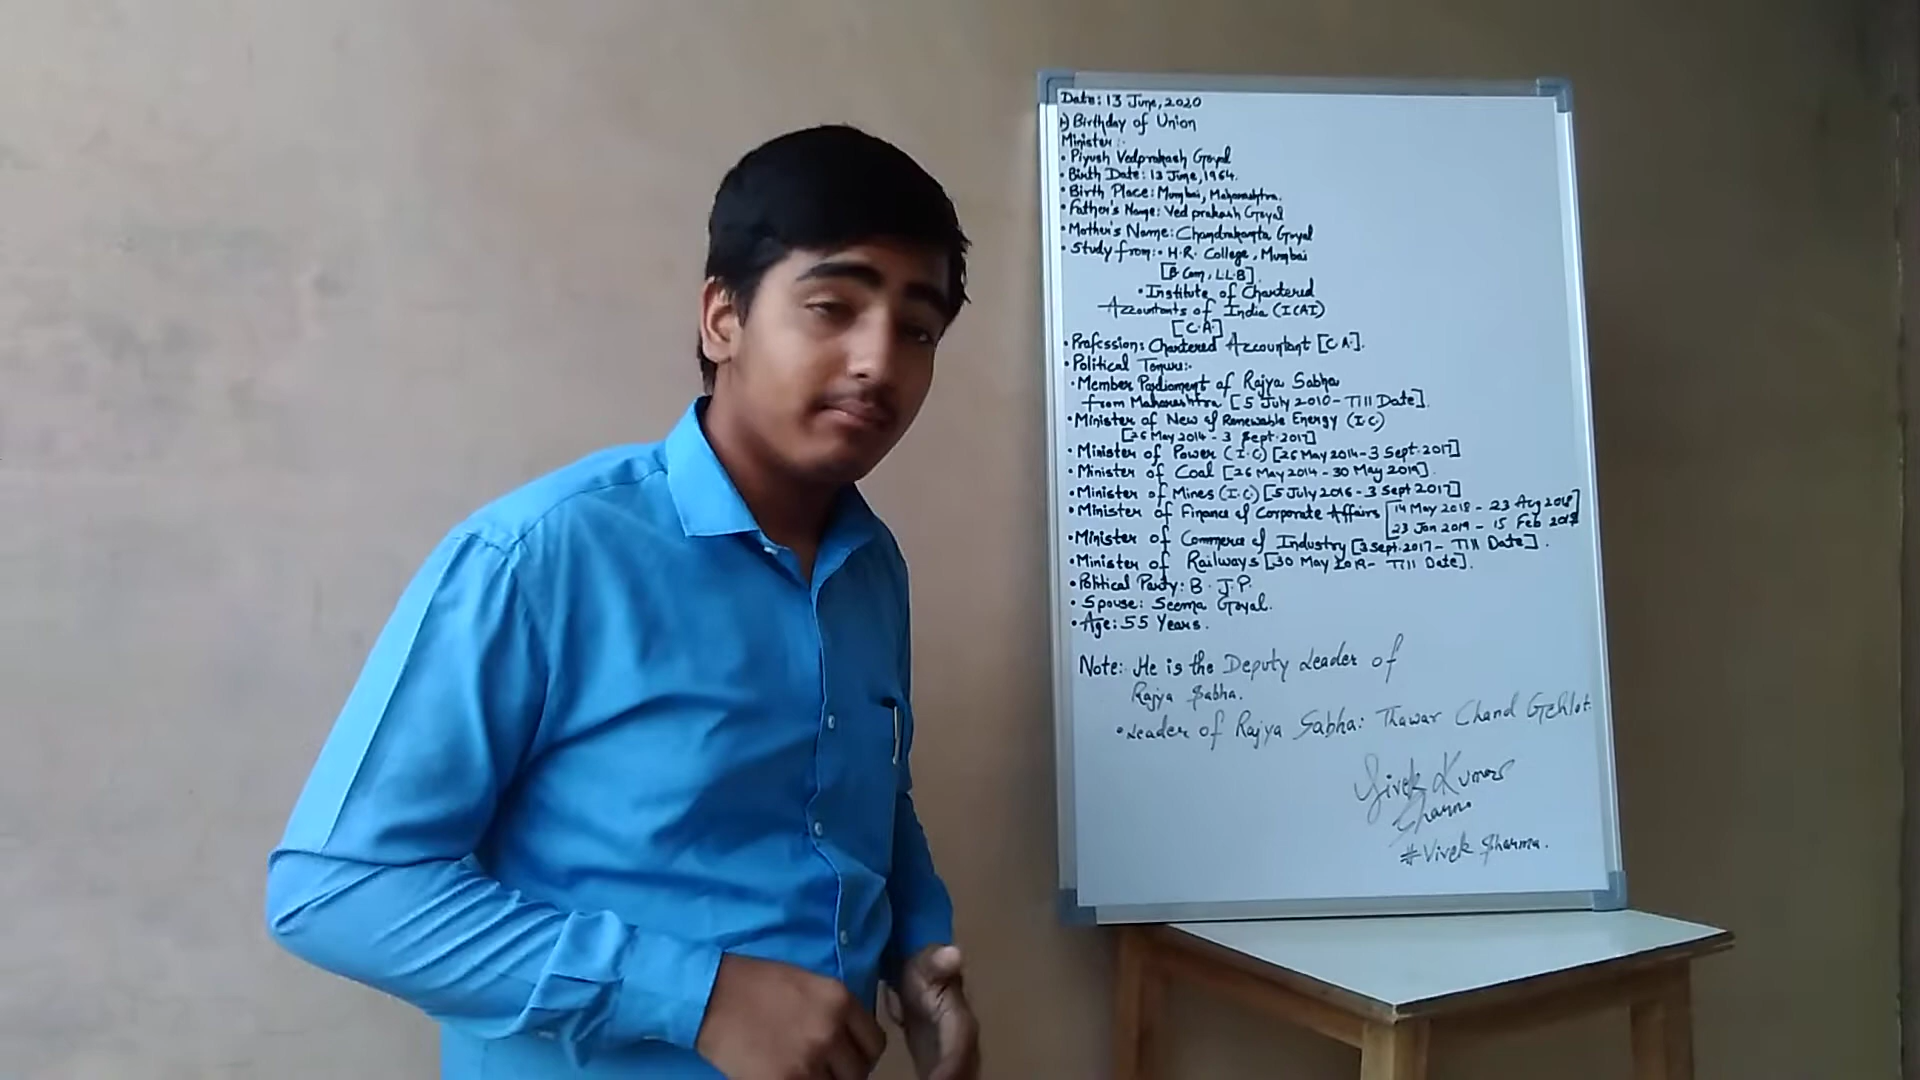 Date: 13 June, 2020
1) Birthday of Union
Minister:-
• Piyush Vedprakash Goyal
• Birth Date: 13 June, 1964.
• Birth Place: Mumbai, Maharashtra.
• Father's Name: Ved prakash Goyal
• Mother's Name: Chandrakanta Goyal
• Study from: • H.R. College, Mumbai
[B Com, L.L.B]
• Institute of Chartered
Accountants of India (ICAI)
[C.A.]
• Profession: Chartered Accountant [C.A.].
• Political Tenure:-
• Member Parliament of Rajya Sabha
from Maharashtra [5 July 2010 - Till Date].
• Minister of New & Renewable Energy (I.C)
[26 May 2014 - 3 Sept. 2017]
• Minister of Power (I.C) [26 May 2014 - 3 Sept. 2017]
• Minister of Coal [26 May 2014 - 30 May 2019].
• Minister of Mines (I.C.) [5 July 2016 - 3 Sept 2017]
• Minister of Finance & Corporate Affairs [14 May 2018 - 23 Aug 2018]
[23 Jan 2019 - 15 Feb 2019]
• Minister of Commerce & Industry [3 Sept. 2017 - Till Date].
• Minister of Railways [30 May 2019 - Till Date].
• Political Party: B.J.P.
• Spouse: Seema Goyal.
• Age: 55 Years.
Note: He is the Deputy Leader of
Rajya Sabha.
• Leader of Rajya Sabha: Thawar Chand Gehlot.
Vivek Kumar
Sharma
#Vivek Sharma.